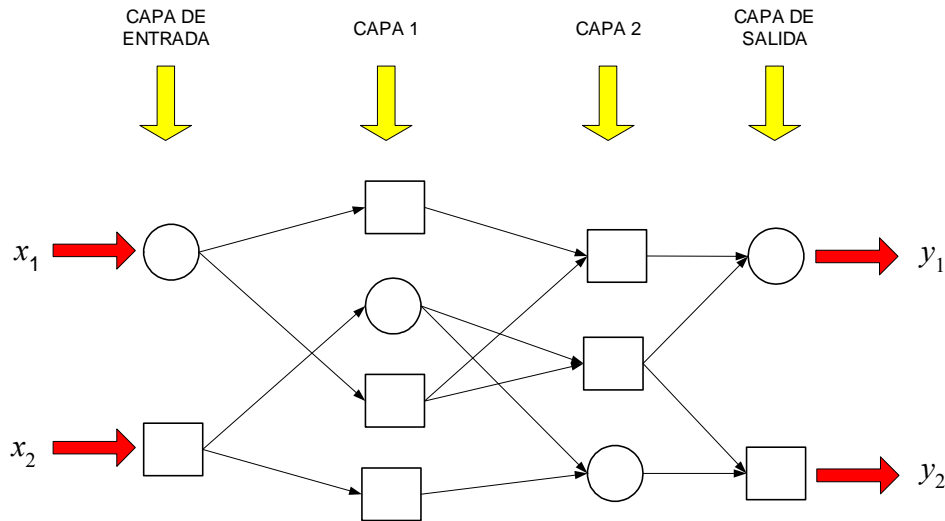 CAPA DE
ENTRADA
CAPA 1
CAPA 2
CAPA DE
SALIDA
x₁
y₁
x₂
y₂